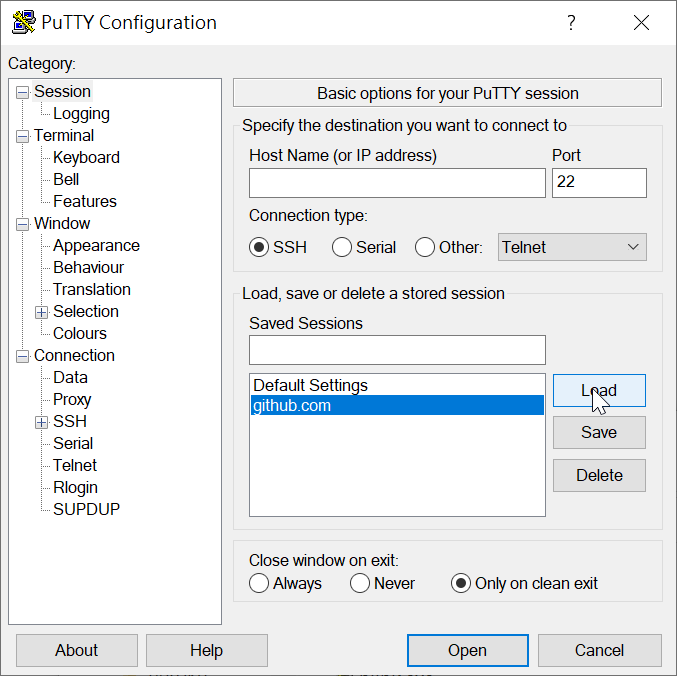 PuTTY Configuration
Category:
Session
Logging
Terminal
Keyboard
Bell
Features
Window
Appearance
Behaviour
Translation
Selection
Colours
Connection
Data
Proxy
SSH
Serial
Telnet
Rlogin
SUPDUP
Basic options for your PuTTY session
Specify the destination you want to connect to
Host Name (or IP address) Port
22
Connection type:
SSH Serial Other: Telnet
Load, save or delete a stored session
Saved Sessions
Default Settings
github.com
Load
Save
Delete
Close window on exit:
Always Never Only on clean exit
About Help Open Cancel